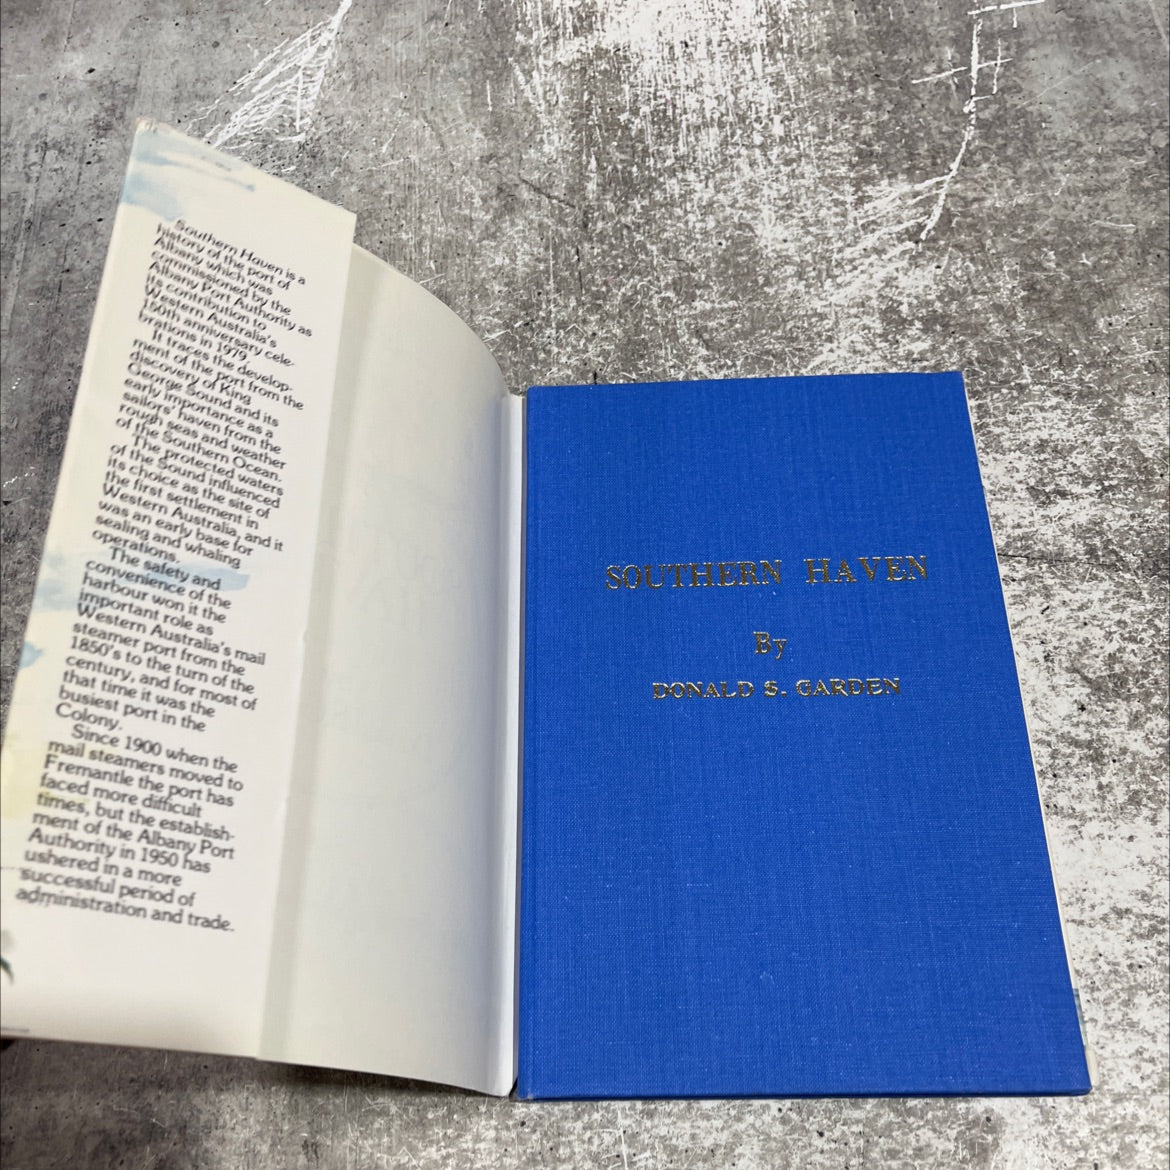 Southern Haven is a
history of the port of
Albany which was
commissioned by the
Albany Port Authority as
its contribution to
Western Australia's
150th anniversary cele-
brations in 1979.
It traces the develop-
ment of the port from the
discovery of King
George Sound and its
early importance as a
sailors' haven from the
rough seas and weather
of the Southern Ocean.
The protected waters
of the Sound influenced
its choice as the site of
the first settlement in
Western Australia, and it
was an early base for
sealing and whaling
operations.
The safety and
convenience of the
harbour won it the
important role as
Western Australia's mail
steamer port from the
1850's to the turn of the
century, and for most of
that time it was the
busiest port in the
Colony.
Since 1900 when the
mail steamers moved to
Fremantle the port has
faced more difficult
times, but the establish-
ment of the Albany Port
Authority in 1950 has
ushered in a more
successful period of
administration and trade.
SOUTHERN HAVEN
By
DONALD S. GARDEN